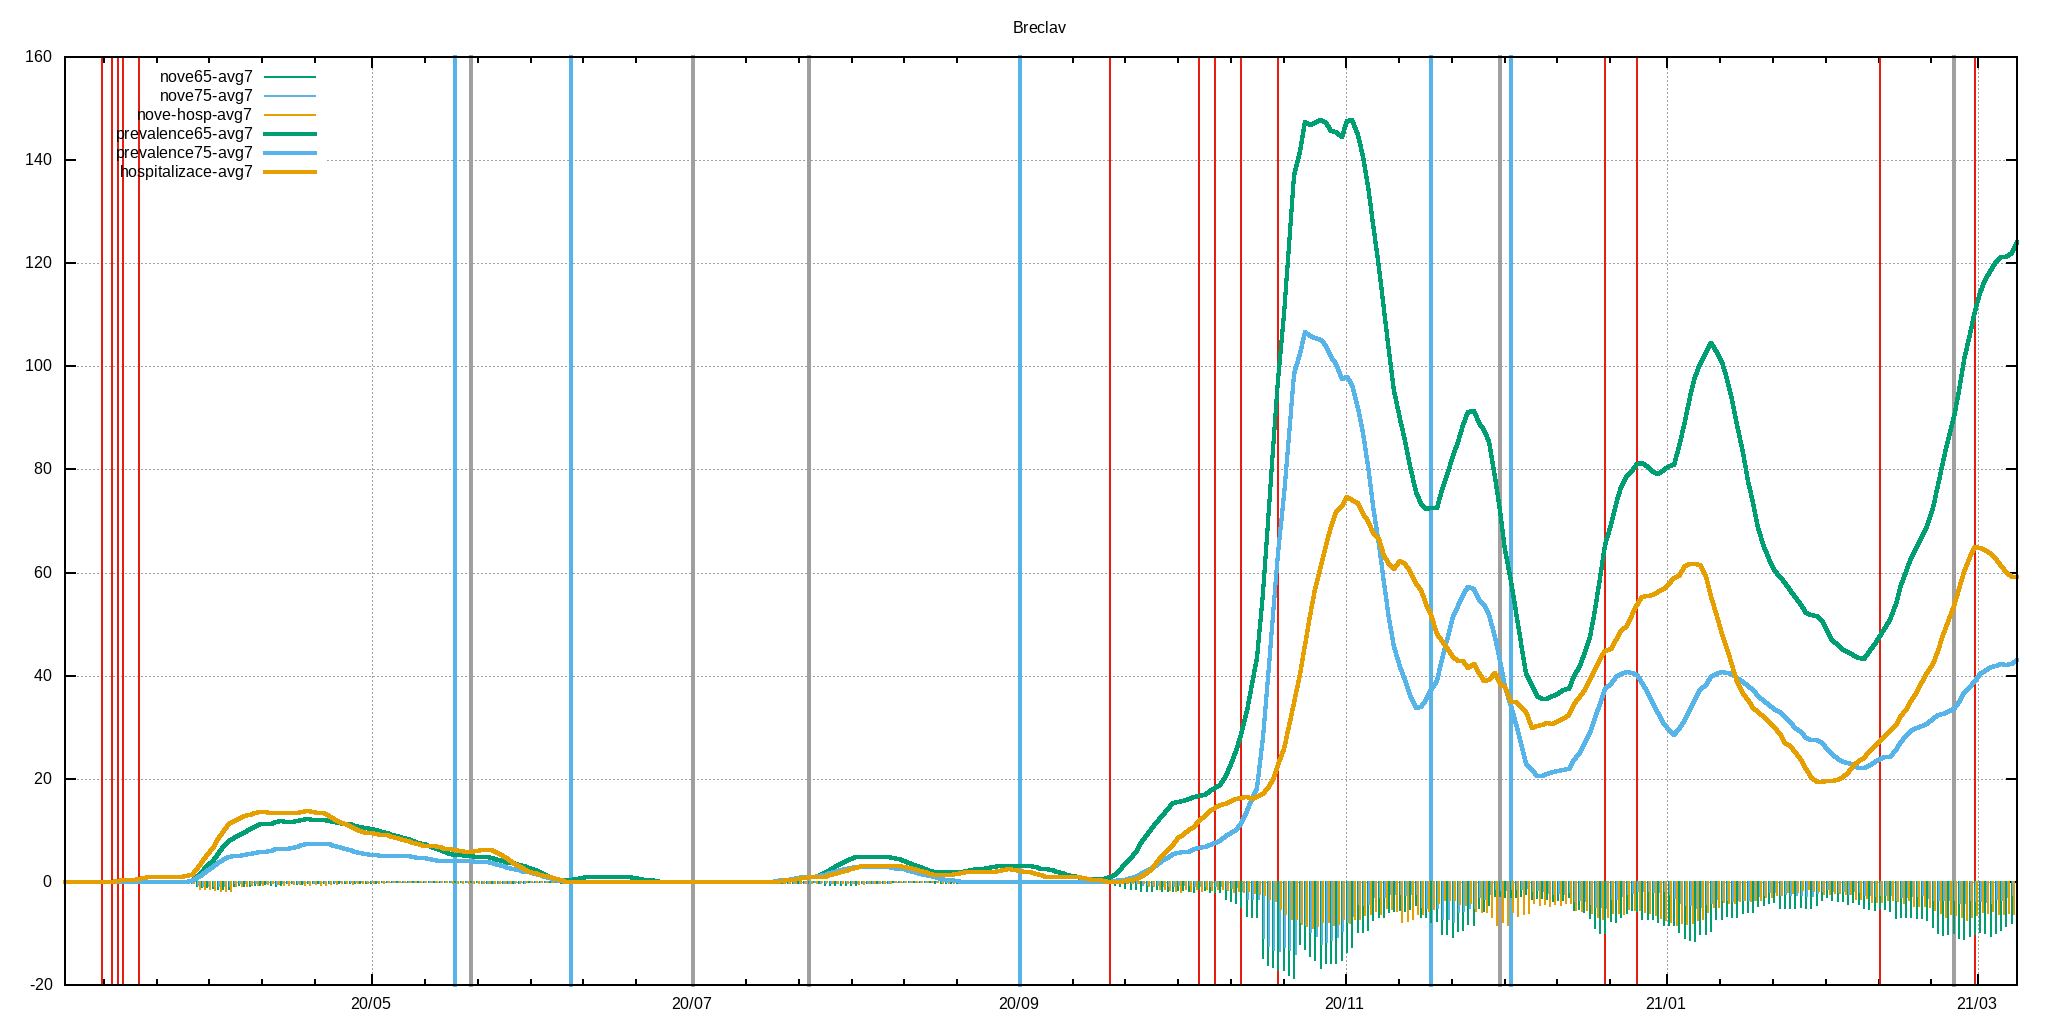 Breclav
160
140
120
100
80
60
40
20
0
-20
nove65-avg7
nove75-avg7
nove-hosp-avg7
prevalence65-avg7
prevalence75-avg7
hospitalizace-avg7
20/05 20/07 20/09 20/11 21/01 21/03